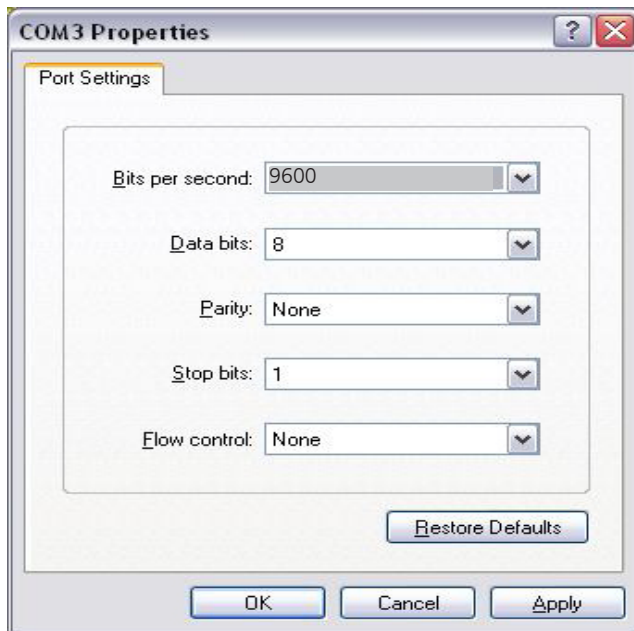 COM3 Properties
Port Settings
Bits per second: 9600
Data bits: 8
Parity: None
Stop bits: 1
Flow control: None
Restore Defaults
OK Cancel Apply